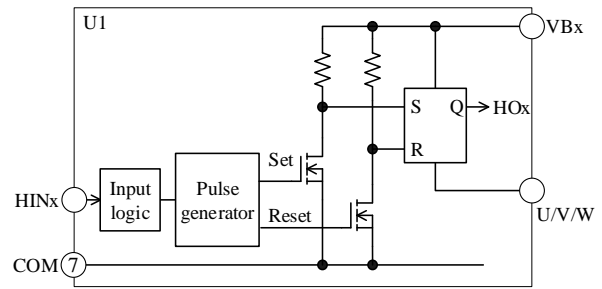 U1
VBx
S
Q
HOx
R
Set
HINx
Input
logic
Pulse
generator
Reset
U/V/W
COM
7